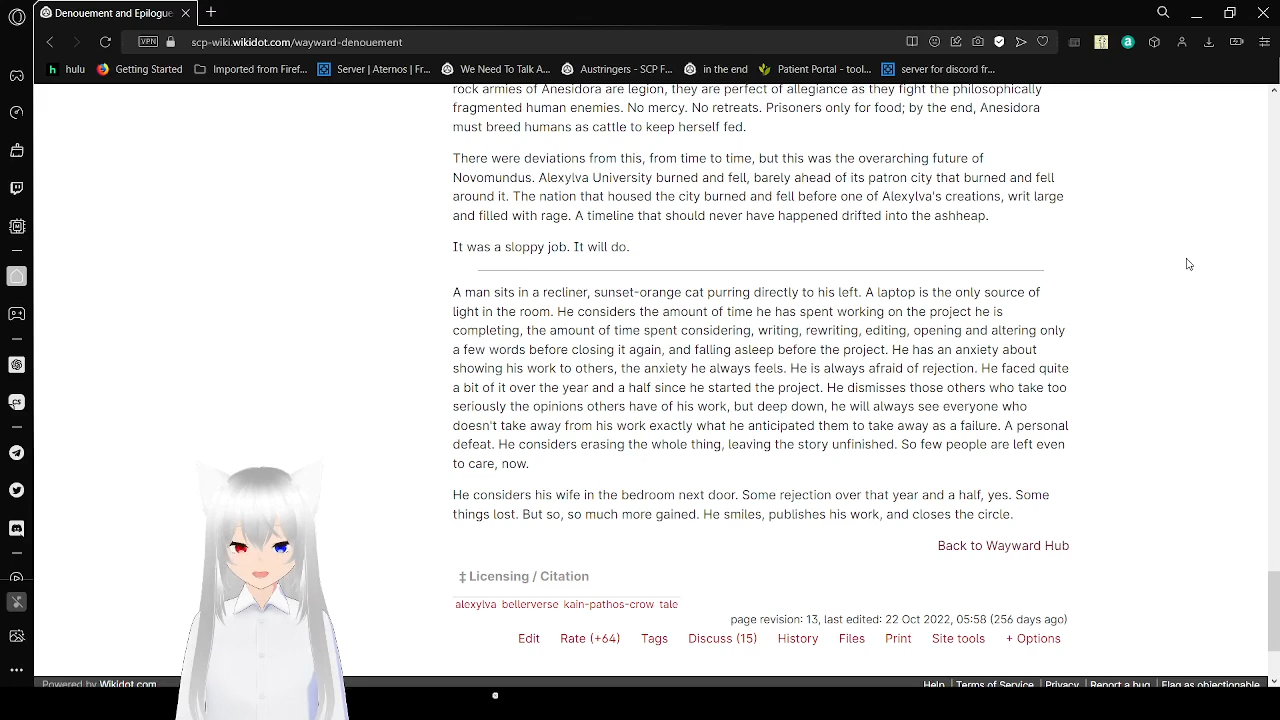 Denouement and Epilogue
scp-wiki.wikidot.com/wayward-denouement
VPN
hulu
Getting Started
Imported from Firef...
Server | Aternos | Fr...
We Need To Talk A...
Austringers - SCP F...
in the end
Patient Portal - tool...
server for discord fr...
rock armies of Anesidora are legion, they are perfect of allegiance as they fight the philosophically
fragmented human enemies. No mercy. No retreats. Prisoners only for food; by the end, Anesidora
must breed humans as cattle to keep herself fed.
There were deviations from this, from time to time, but this was the overarching future of
Novomundus. Alexylva University burned and fell, barely ahead of its patron city that burned and fell
around it. The nation that housed the city burned and fell before one of Alexylva's creations, writ large
and filled with rage. A timeline that should never have happened drifted into the ashheap.
It was a sloppy job. It will do.
A man sits in a recliner, sunset-orange cat purring directly to his left. A laptop is the only source of
light in the room. He considers the amount of time he has spent working on the project he is
completing, the amount of time spent considering, writing, rewriting, editing, opening and altering only
a few words before closing it again, and falling asleep before the project. He has an anxiety about
showing his work to others, the anxiety he always feels. He is always afraid of rejection. He faced quite
a bit of it over the year and a half since he started the project. He dismisses those others who take too
seriously the opinions others have of his work, but deep down, he will always see everyone who
doesn't take away from his work exactly what he anticipated them to take away as a failure. A personal
defeat. He considers erasing the whole thing, leaving the story unfinished. So few people are left even
to care, now.
He considers his wife in the bedroom next door. Some rejection over that year and a half, yes. Some
things lost. But so, so much more gained. He smiles, publishes his work, and closes the circle.
Back to Wayward Hub
‡ Licensing / Citation
alexylva bellerverse kain-pathos-crow tale
page revision: 13, last edited: 22 Oct 2022, 05:58 (256 days ago)
Edit Rate (+64) Tags Discuss (15) History Files Print Site tools + Options
Powered by Wikidot.com
Help | Terms of Service | Privacy | Report a bug | Flag as objectionable